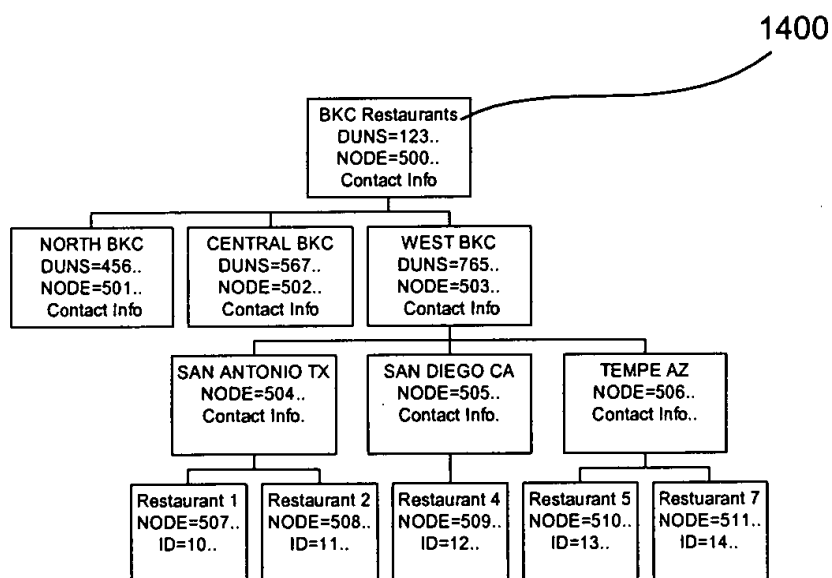 1400
BKC Restaurants
DUNS=123..
NODE=500..
Contact Info
NORTH BKC
DUNS=456..
NODE=501..
Contact Info
CENTRAL BKC
DUNS=567..
NODE=502..
Contact Info
WEST BKC
DUNS=765..
NODE=503..
Contact Info
SAN ANTONIO TX
NODE=504..
Contact Info.
SAN DIEGO CA
NODE=505..
Contact Info.
TEMPE AZ
NODE=506..
Contact Info..
Restaurant 1
NODE=507..
ID=10..
Restaurant 2
NODE=508..
ID=11..
Restaurant 4
NODE=509..
ID=12..
Restaurant 5
NODE=510..
ID=13..
Restuarant 7
NODE=511..
ID=14..